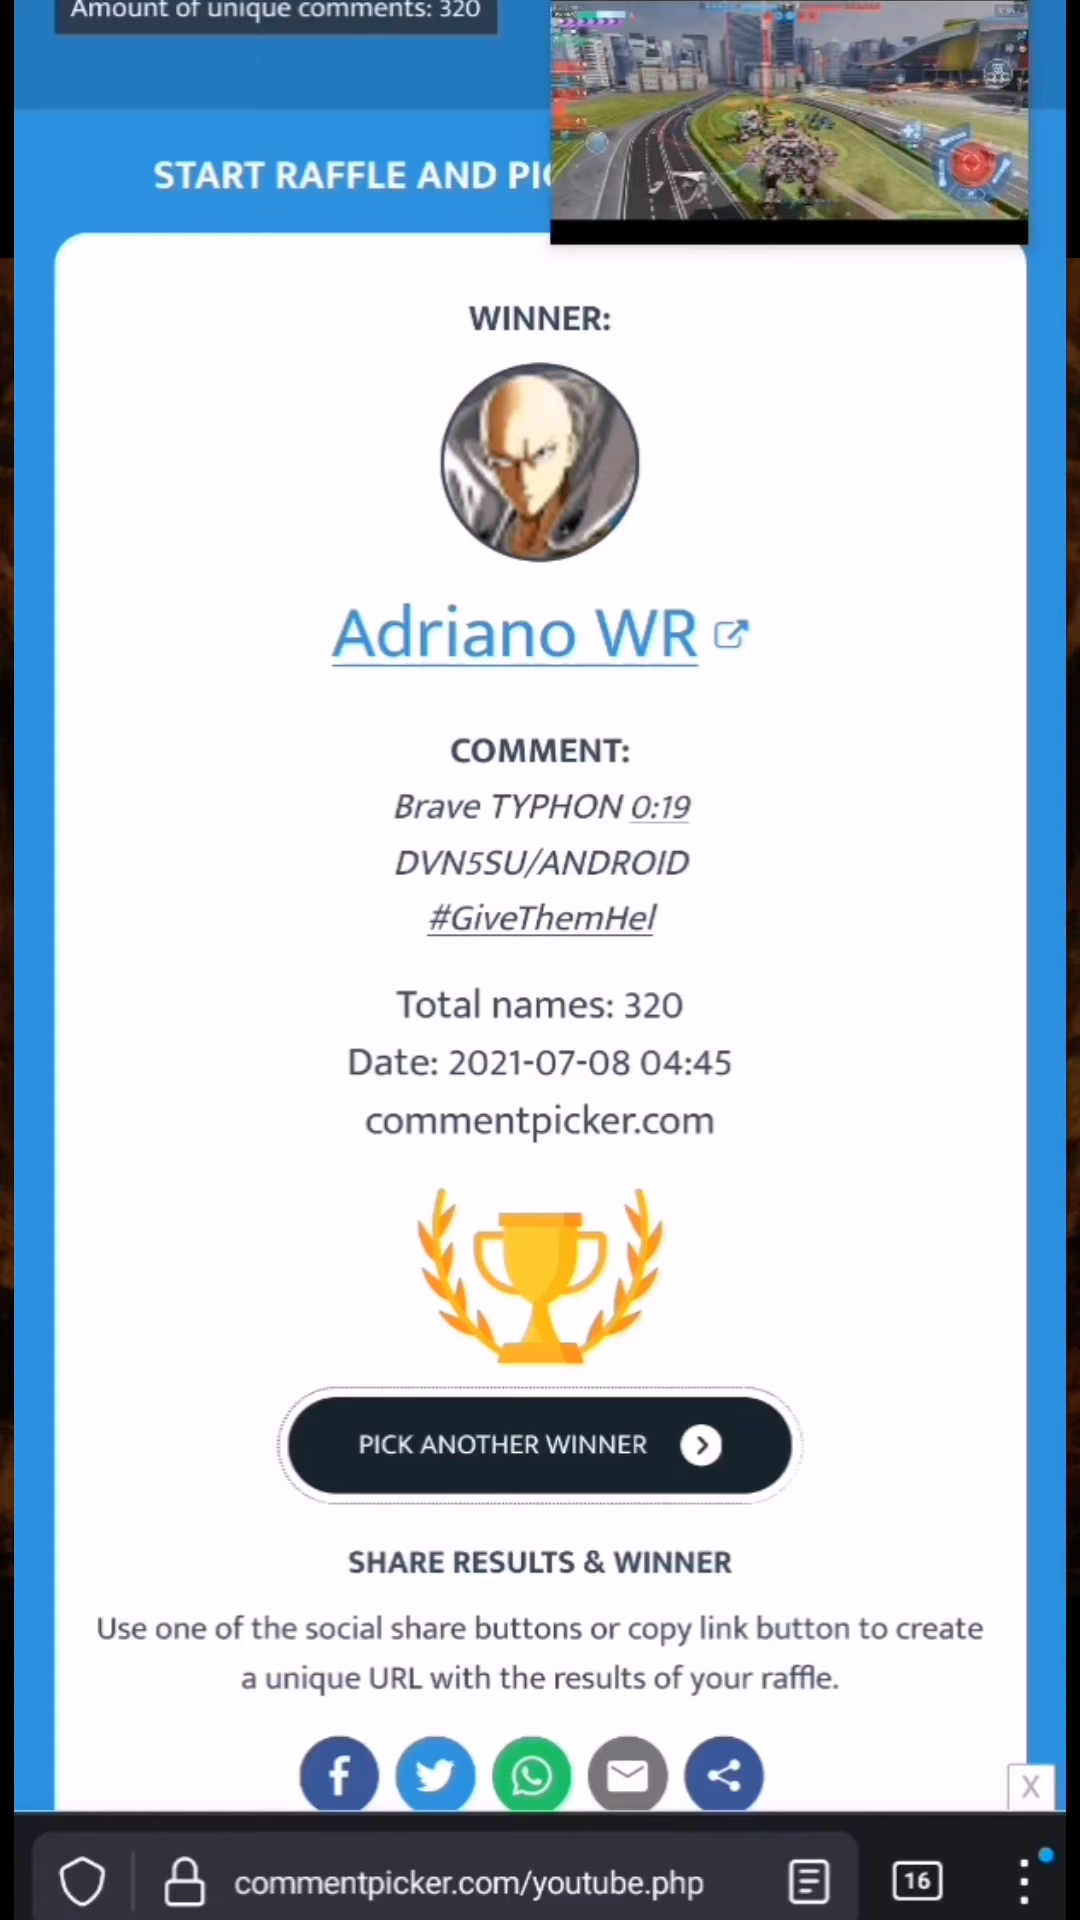 Amount of unique comments: 320
START RAFFLE AND PIC
WINNER:
Adriano WR
COMMENT:
Brave TYPHON 0:19
DVN5SU/ANDROID
#GiveThemHel
Total names: 320
Date: 2021-07-08 04:45
commentpicker.com
PICK ANOTHER WINNER
SHARE RESULTS & WINNER
Use one of the social share buttons or copy link button to create
a unique URL with the results of your raffle.
X
commentpicker.com/youtube.php
16